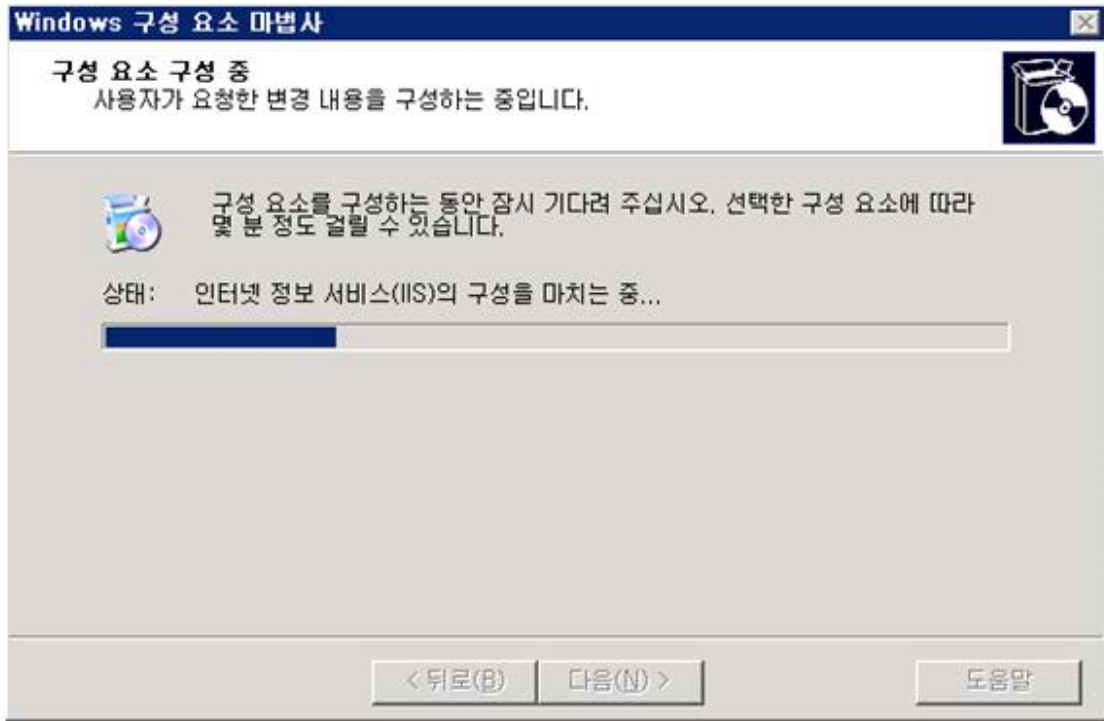 Windows 구성 요소 마법사
구성 요소 구성 중
사용자가 요청한 변경 내용을 구성하는 중입니다.
구성 요소를 구성하는 동안 잠시 기다려 주십시오. 선택한 구성 요소에 따라
몇 분 정도 걸릴 수 있습니다.
상태: 인터넷 정보 서비스(IIS)의 구성을 마치는 중...
< 뒤로(B) 다음(N) > 도움말